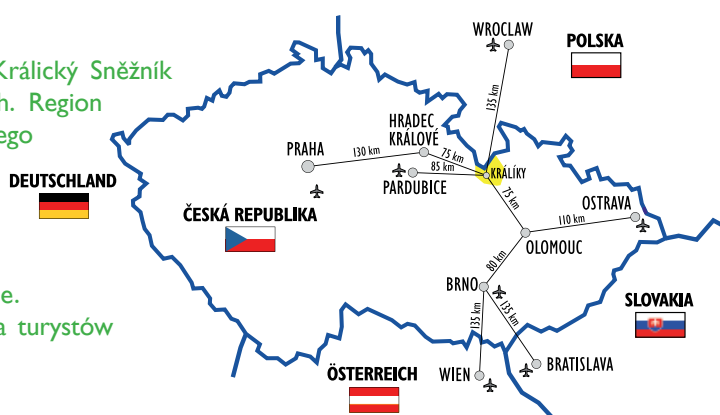 Králický Sněžník
h. Region
ego
e.
a turystów
WROCLAW
POLSKA
135 km
HRADEC
KRÁLOVÉ
PRAHA
130 km
75 km
85 km
KRÁLÍKY
PARDUBICE
DEUTSCHLAND
ČESKÁ REPUBLIKA
75 km
OSTRAVA
110 km
OLOMOUC
80 km
BRNO
SLOVAKIA
135 km
135 km
BRATISLAVA
ÖSTERREICH
WIEN